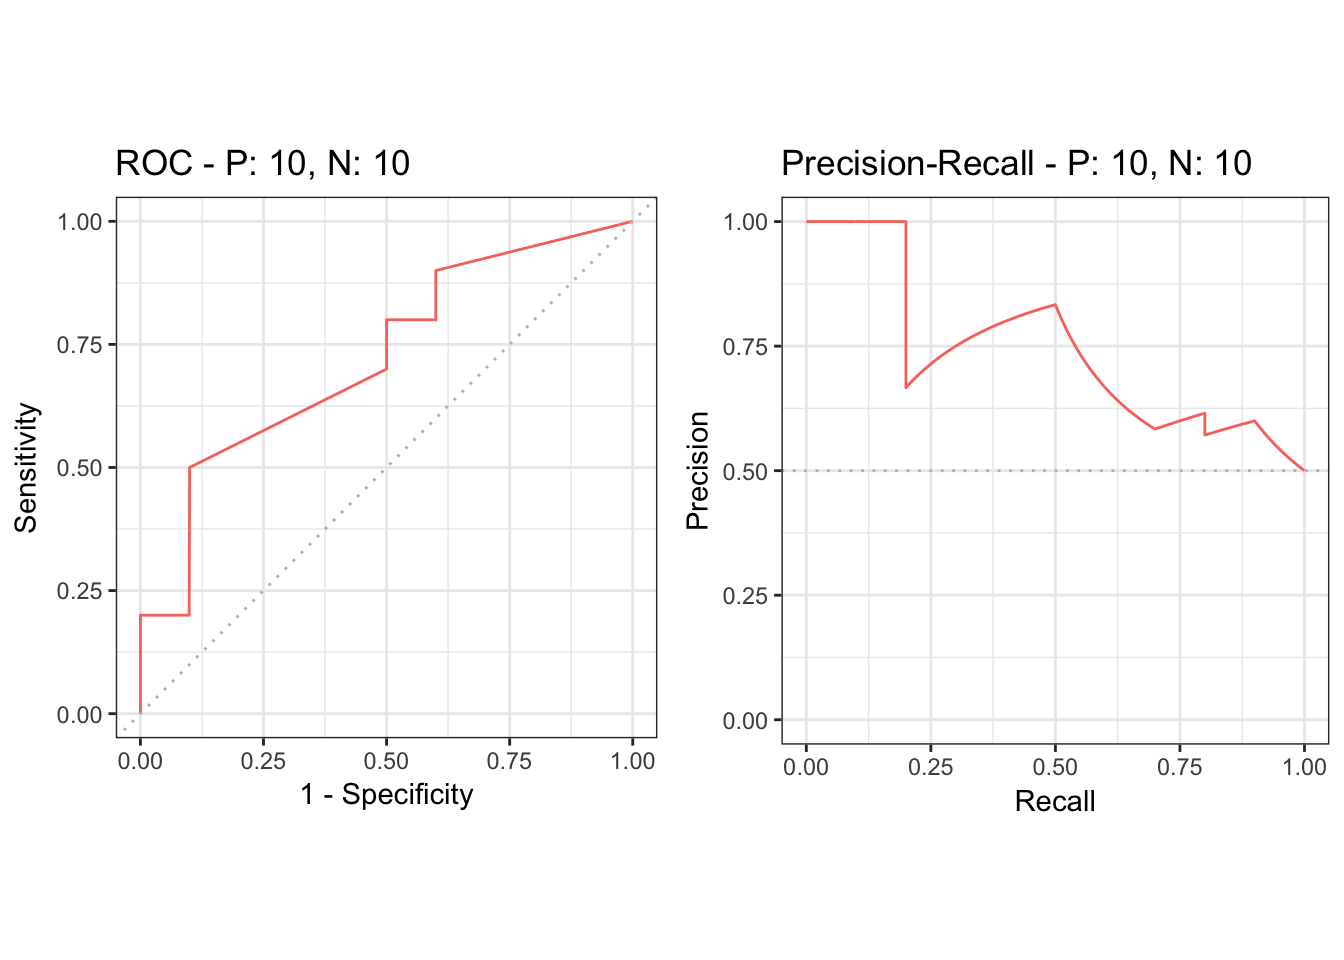 ROC - P: 10, N: 10
Sensitivity
1.00
0.75
0.50
0.25
0.00
0.00 0.25 0.50 0.75 1.00
1 - Specificity
Precision-Recall - P: 10, N: 10
Precision
1.00
0.75
0.50
0.25
0.00
0.00 0.25 0.50 0.75 1.00
Recall